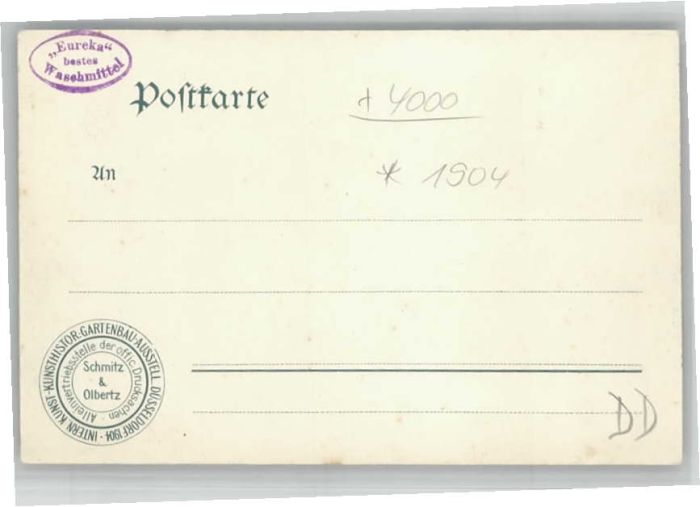 „Eureka“
bestes
Waschmittel
Postkarte
+ 4000
An
* 1904
INTERN. KUNST-KUNSTHISTOR.-GARTENBAU-AUSSTELL. DÜSSELDORF 1904 ·
Alleinvertriebsstelle der offic. Drucksachen ·
Schmitz
&
Olbertz
DD